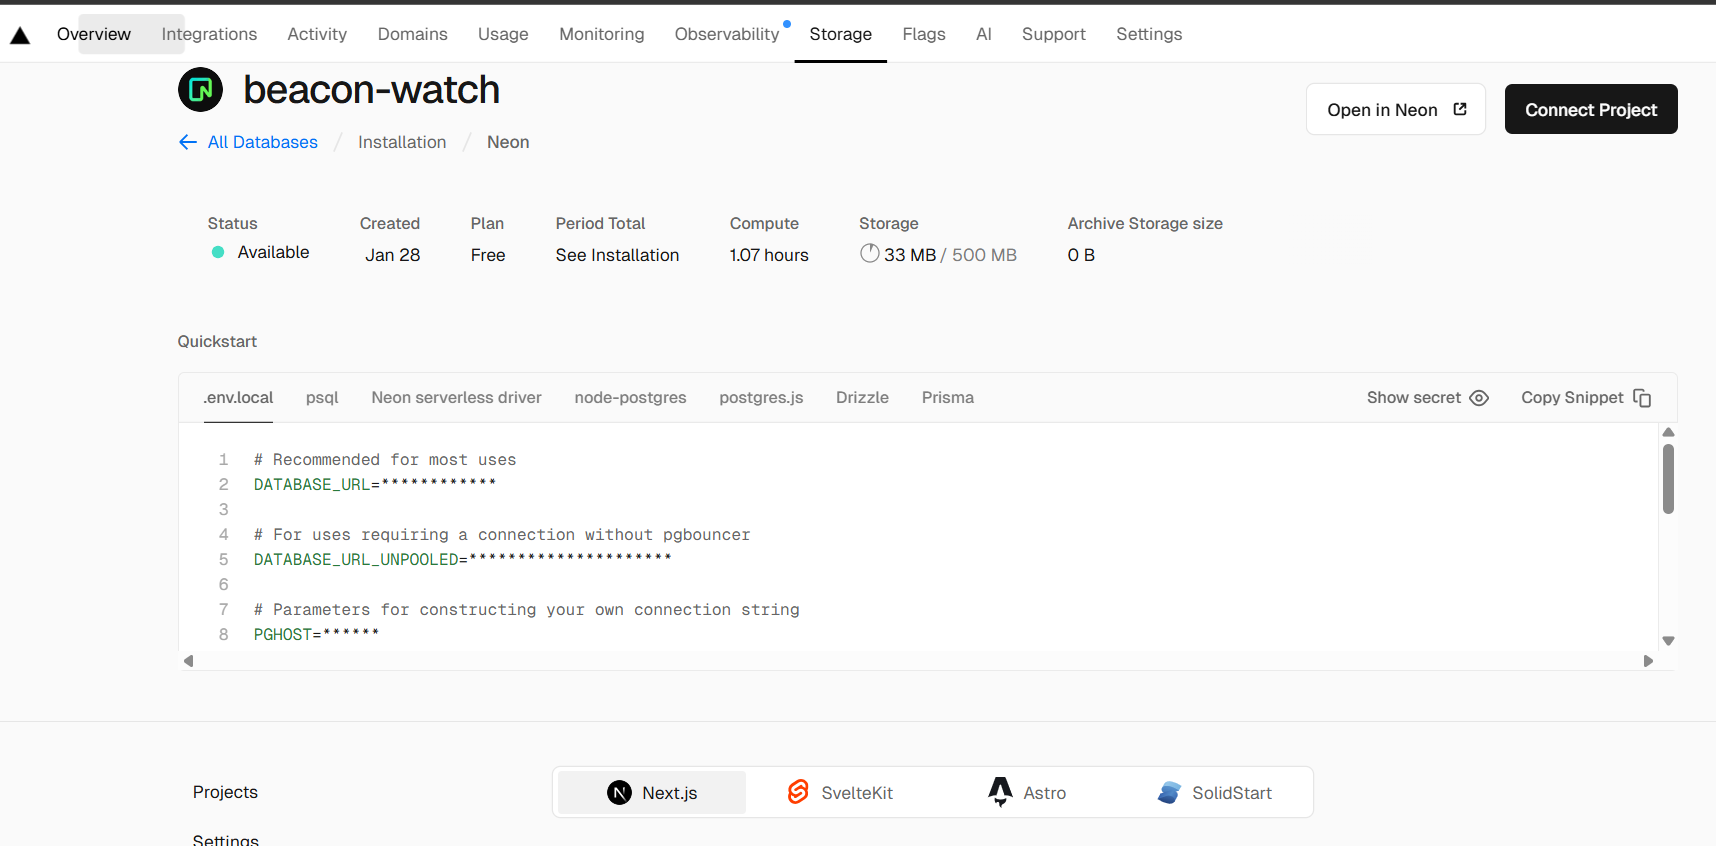 Overview Integrations Activity Domains Usage Monitoring Observability Storage Flags AI Support Settings
beacon-watch
Open in Neon Connect Project
All Databases / Installation / Neon
Status Created Plan Period Total Compute Storage Archive Storage size
Available Jan 28 Free See Installation 1.07 hours 33 MB / 500 MB 0 B
Quickstart
.env.local psql Neon serverless driver node-postgres postgres.js Drizzle Prisma Show secret Copy Snippet
1 # Recommended for most uses
2 DATABASE_URL=************
3
4 # For uses requiring a connection without pgbouncer
5 DATABASE_URL_UNPOOLED=*********************
6
7 # Parameters for constructing your own connection string
8 PGHOST=******
Projects Next.js SvelteKit Astro SolidStart
Settings